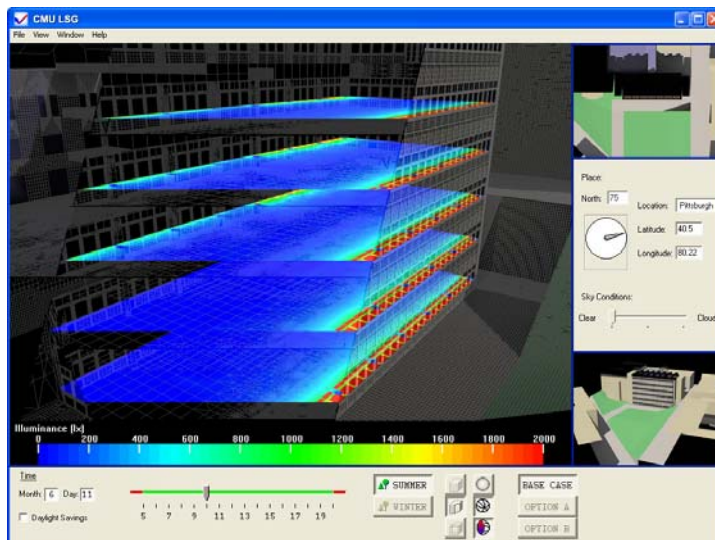 CMU LSG
File View Window Help
Place:
North: 75
Location: Pittsburgh
Latitude: 40.5
Longitude: 80.22
Sky Conditions:
Clear Cloud
Illuminance (lx)
0 200 400 600 800 1000 1200 1400 1600 1800 2000
Time
Month: 6 Day: 11
Daylight Savings
5 7 9 11 13 15 17 19
SUMMER
WINTER
BASE CASE
OPTION A
OPTION B